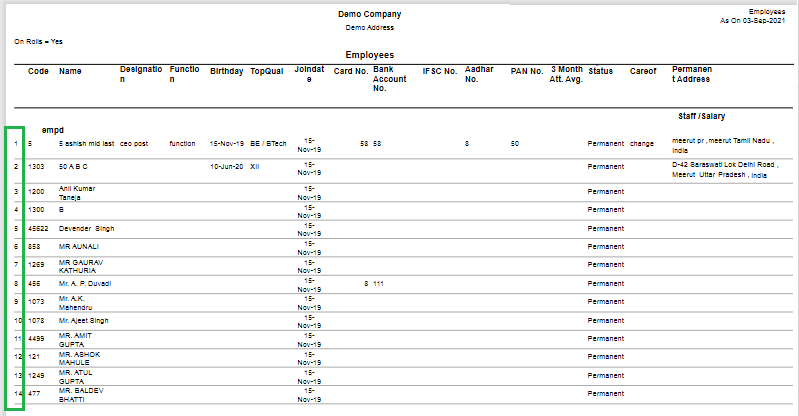 Demo Company
Employees
Demo Address
As On 03-Sep-2021
On Rolls = Yes
Employees
Code Name Designatio Functio Birthday TopQual Joindat Card No. Bank IFSC No. Aadhar PAN No. 3 Month Status Careof Permanen
n n e Account No. Att. Avg. t Address
No.
Staff /Salary
empd
1 5 5 ashish mid last ceo post function 15-Nov-19 BE / BTech 15- 58 58 8 50 Permanent change meerut pr ,meerut Tamil Nadu ,
Nov-19 India
2 1303 50 A B C 10-Jun-20 XII 15- Permanent D-42 Saraswati Lok Delhi Road ,
Nov-19 Meerut Uttar Pradesh , India
3 1200 Anil Kumar 15- Permanent
Taneja Nov-19
4 1300 B 15- Permanent
Nov-19
5 45622 Devender Singh 15- Permanent
Nov-19
6 858 MR AUNALI 15- Permanent
Nov-19
7 1269 MR GAURAV 15- Permanent
KATHURIA Nov-19
8 456 Mr. A. P. Duvadi 15- 8 111 Permanent
Nov-19
9 1073 Mr. A.K. 15- Permanent
Mahendru Nov-19
10 1078 Mr. Ajeet Singh 15- Permanent
Nov-19
11 4499 MR. AMIT 15- Permanent
GUPTA Nov-19
12 121 MR. ASHOK 15- Permanent
MAHULE Nov-19
13 1249 MR. ATUL 15- Permanent
GUPTA Nov-19
14 477 MR. BALDEV 15- Permanent
BHATTI Nov-19